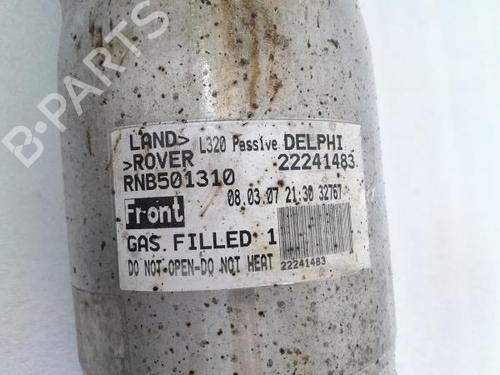 B-PARTS
LAND> L320 Passive DELPHI
>ROVER 22241483
RNB501310
08.03.07 21:30 32767
Front
GAS FILLED 1
DO NOT OPEN-DO NOT HEAT 22241483